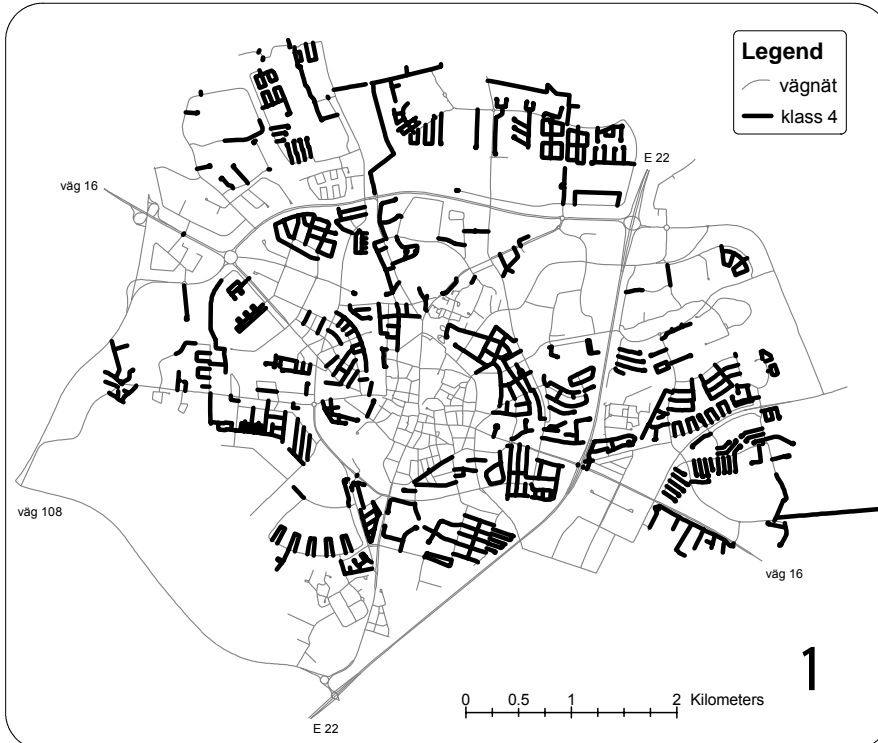 Legend
vägnät
klass 4
E 22
väg 16
väg 108
väg 16
1
0 0.5 1 2 Kilometers
E 22